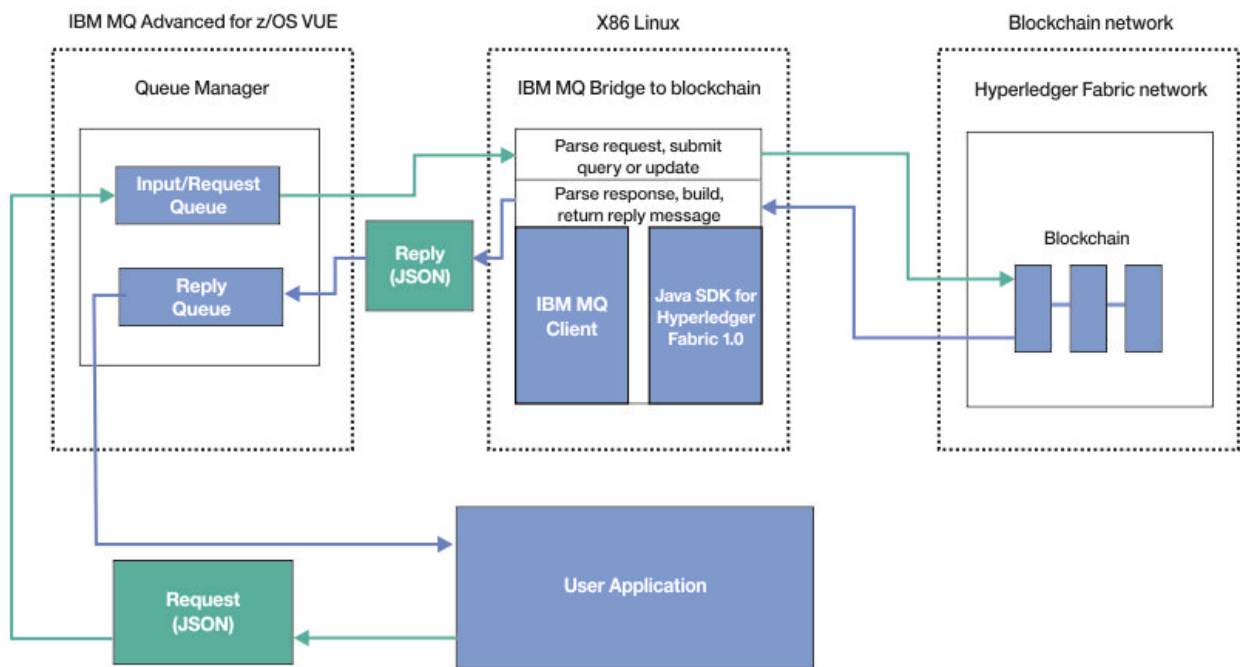 IBM MQ Advanced for z/OS VUE
X86 Linux
Blockchain network
Queue Manager
IBM MQ Bridge to blockchain
Hyperledger Fabric network
Parse request, submit
query or update
Input/Request
Queue
Parse response, build,
return reply message
Reply
(JSON)
Blockchain
Reply
Queue
IBM MQ
Client
Java SDK for
Hyperledger
Fabric 1.0
User Application
Request
(JSON)